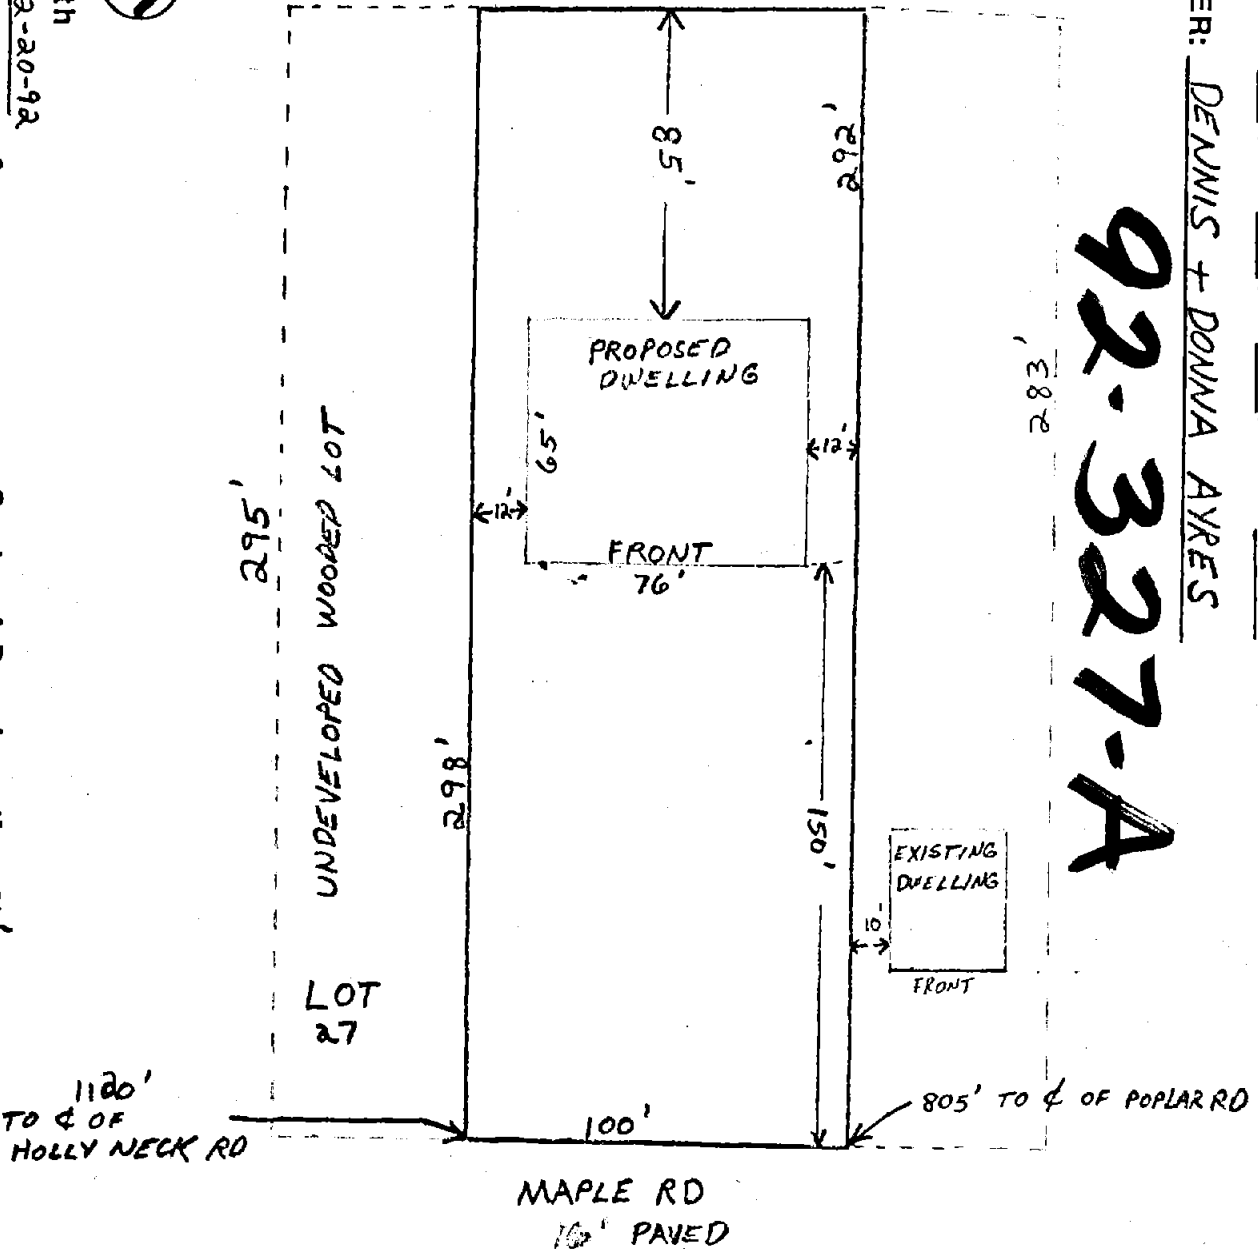 ER: DENNIS + DONNA AYRES
92-327-A
th
2-20-92
85'
292'
283'
PROPOSED
DWELLING
65'
12'
12'
FRONT
76'
295'
UNDEVELOPED WOODED LOT
298'
150'
EXISTING
DWELLING
10
FRONT
LOT
27
1120'
TO ℄ OF
HOLLY NECK RD
100'
805' TO ℄ OF POPLAR RD
MAPLE RD
16' PAVED